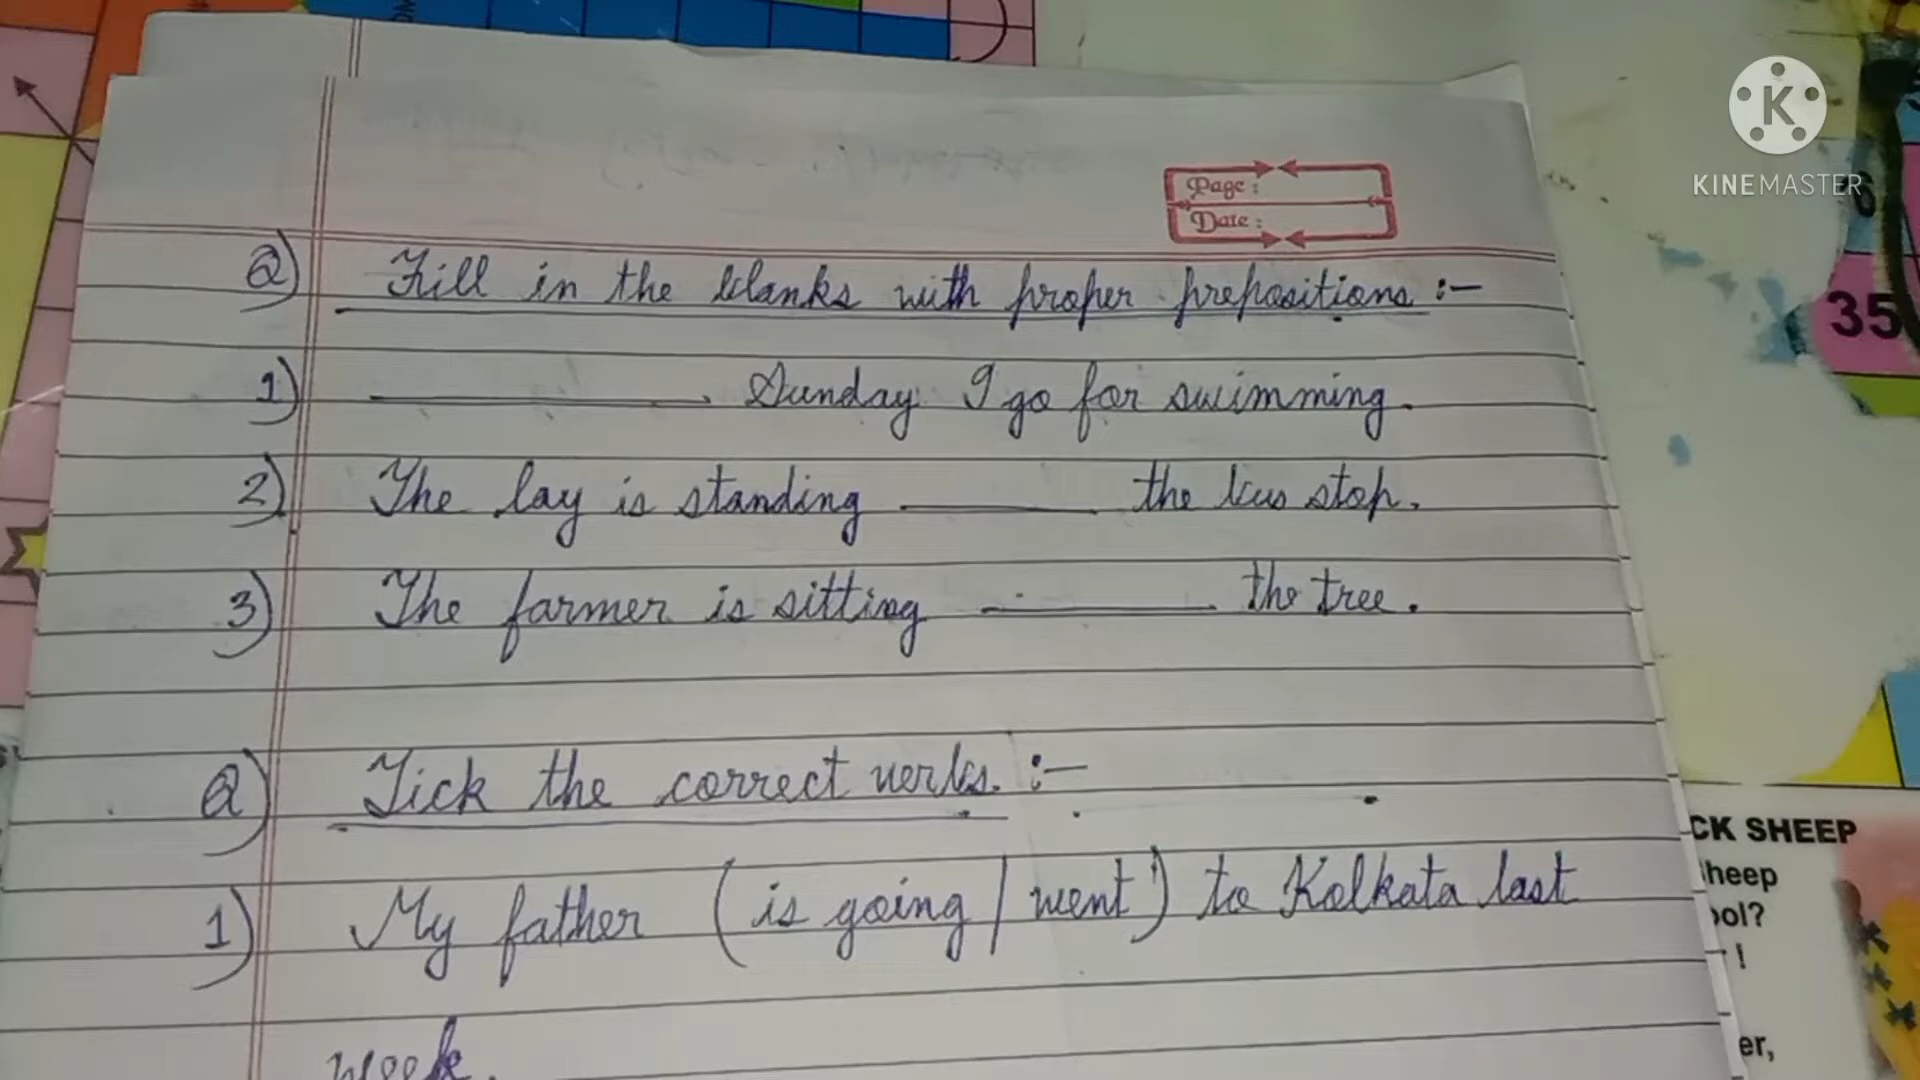 K
KINEMASTER
Page :
Date :
Q) Fill in the blanks with proper prepositions :-
1) ________ Sunday I go for swimming.
2) The boy is standing ________ the bus stop.
3) The farmer is sitting ________ the tree.
Q) Tick the correct verbs. :-
1) My father (is going / went) to Kolkata last
week.
6
35
CK SHEEP
heep
ool?
!
er,